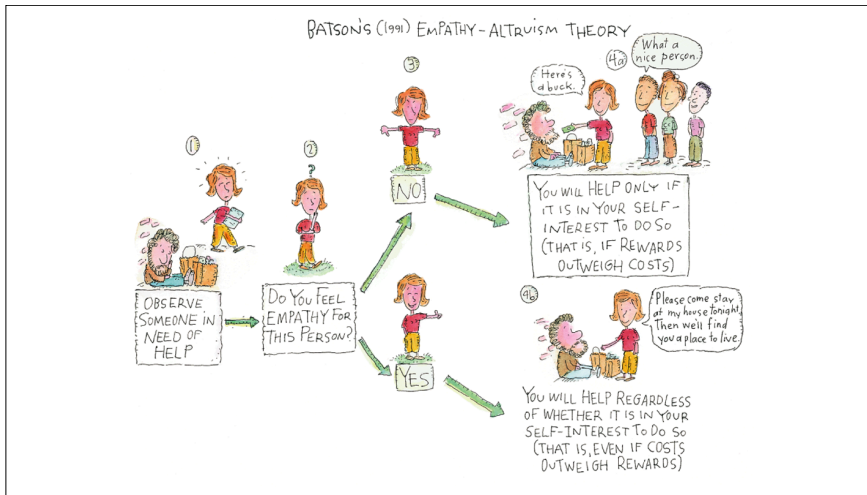 BATSON'S (1991) EMPATHY-ALTRUISM THEORY
1
OBSERVE
SOMEONE IN
NEED OF
HELP
2
?
DO YOU FEEL
EMPATHY FOR
THIS PERSON?
3
NO
YES
4a
Here's
a buck.
What a
nice person.
YOU WILL HELP ONLY IF
IT IS IN YOUR SELF-
INTEREST TO DO SO
(THAT IS, IF REWARDS
OUTWEIGH COSTS)
4b
Please come stay
at my house tonight.
Then we'll find
you a place to live.
YOU WILL HELP REGARDLESS
OF WHETHER IT IS IN YOUR
SELF-INTEREST TO DO SO
(THAT IS, EVEN IF COSTS
OUTWEIGH REWARDS)